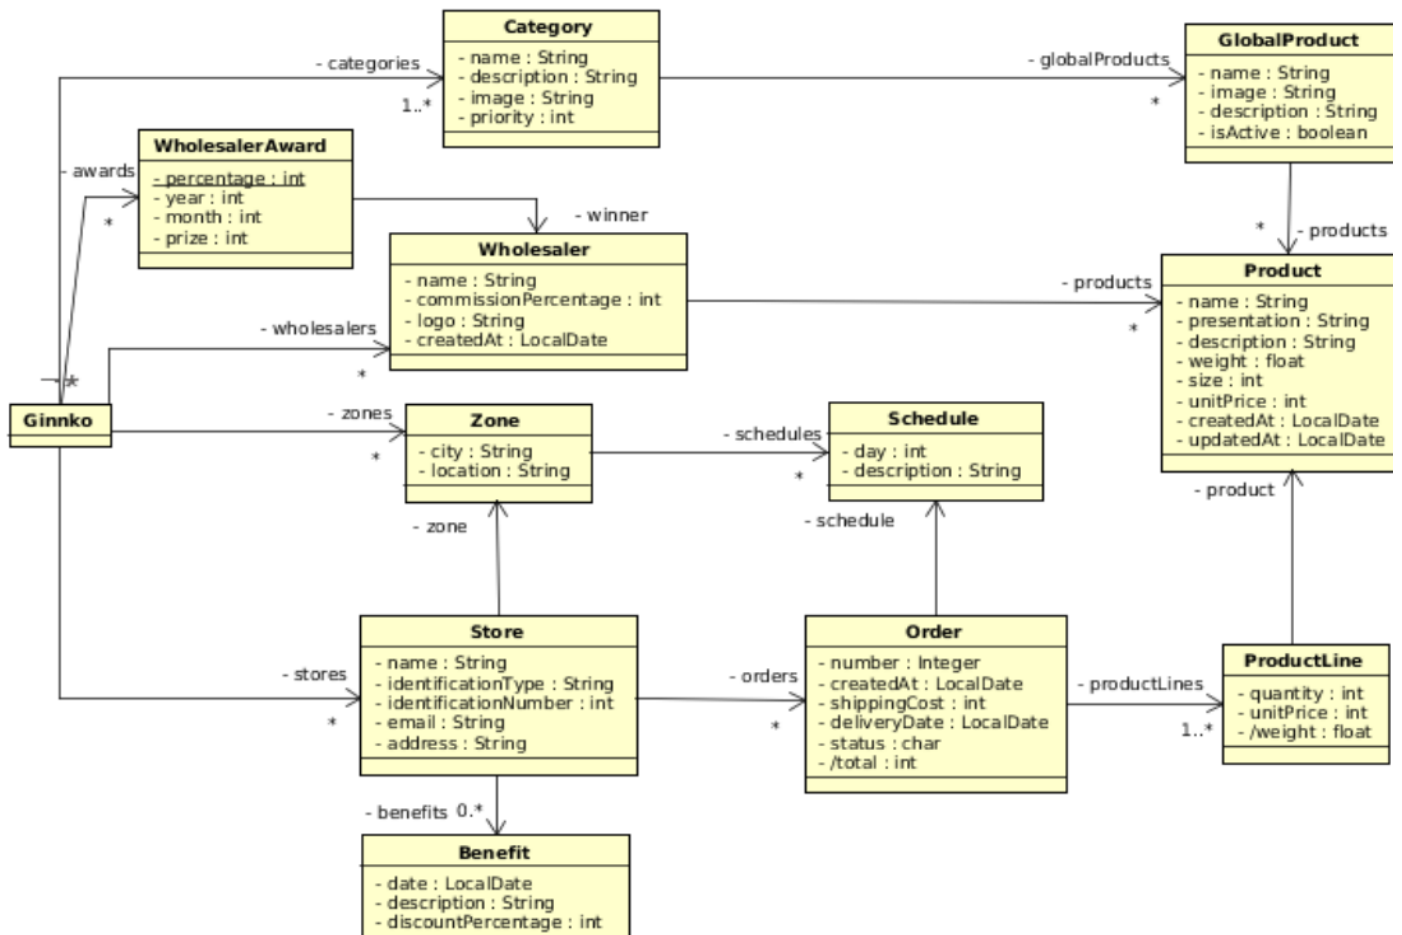 Category
- name : String
- description : String
- image : String
- priority : int
- categories
1..*
- globalProducts
*
GlobalProduct
- name : String
- image : String
- description : String
- isActive : boolean
WholesalerAward
- percentage : int
- year : int
- month : int
- prize : int
- awards
*
- winner
* - products
Wholesaler
- name : String
- commissionPercentage : int
- logo : String
- createdAt : LocalDate
- wholesalers
*
- products
*
Product
- name : String
- presentation : String
- description : String
- weight : float
- size : int
- unitPrice : int
- createdAt : LocalDate
- updatedAt : LocalDate
Ginnko
- zones
*
Zone
- city : String
- location : String
- schedules
*
Schedule
- day : int
- description : String
- zone
- schedule
- product
- stores
*
Store
- name : String
- identificationType : String
- identificationNumber : int
- email : String
- address : String
- orders
*
Order
- number : Integer
- createdAt : LocalDate
- shippingCost : int
- deliveryDate : LocalDate
- status : char
- /total : int
- productLines
1..*
ProductLine
- quantity : int
- unitPrice : int
- /weight : float
- benefits 0..*
Benefit
- date : LocalDate
- description : String
- discountPercentage : int